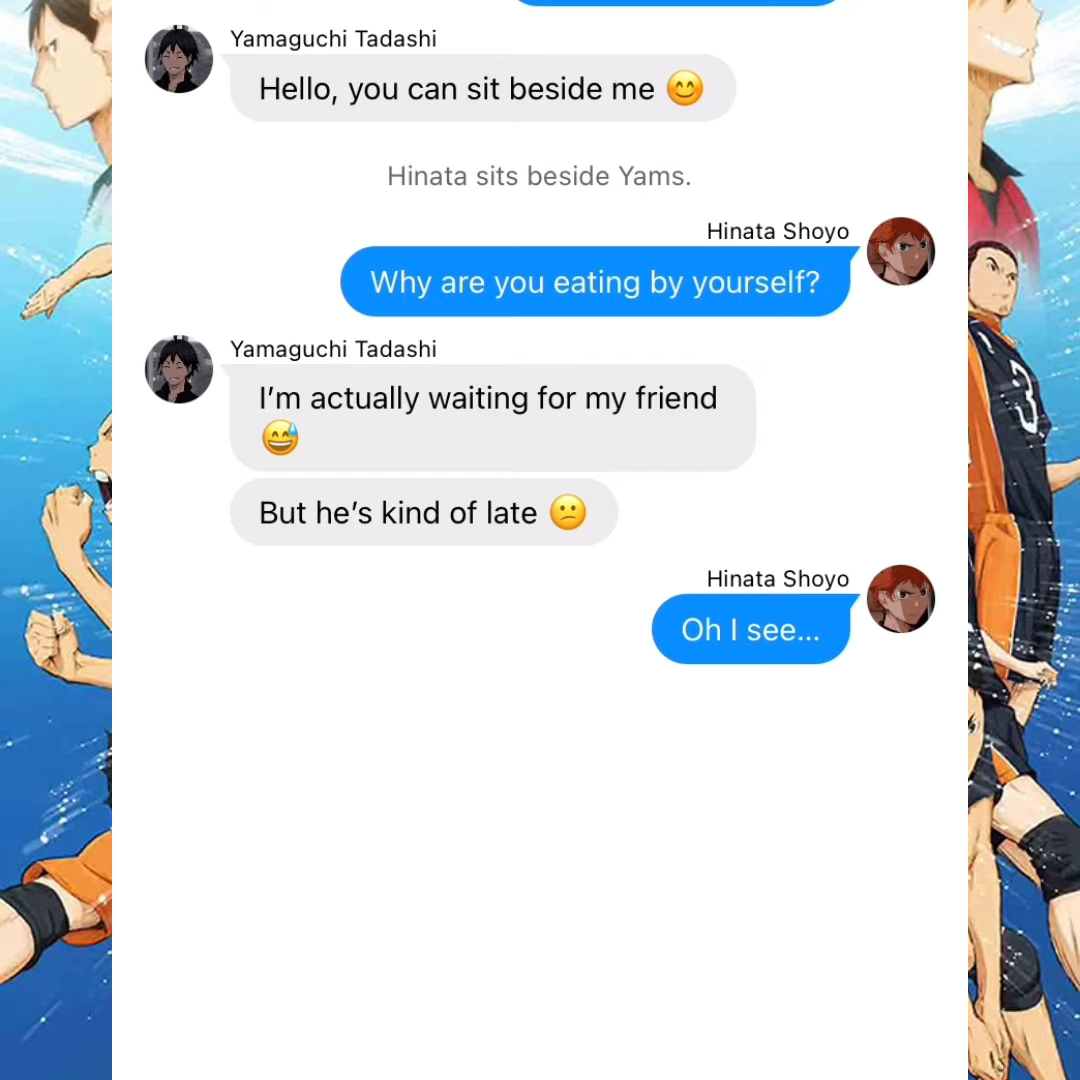 Yamaguchi Tadashi
Hello, you can sit beside me 😊
Hinata sits beside Yams.
Hinata Shoyo
Why are you eating by yourself?
Yamaguchi Tadashi
I’m actually waiting for my friend
😅
But he’s kind of late 😕
Hinata Shoyo
Oh I see...
3